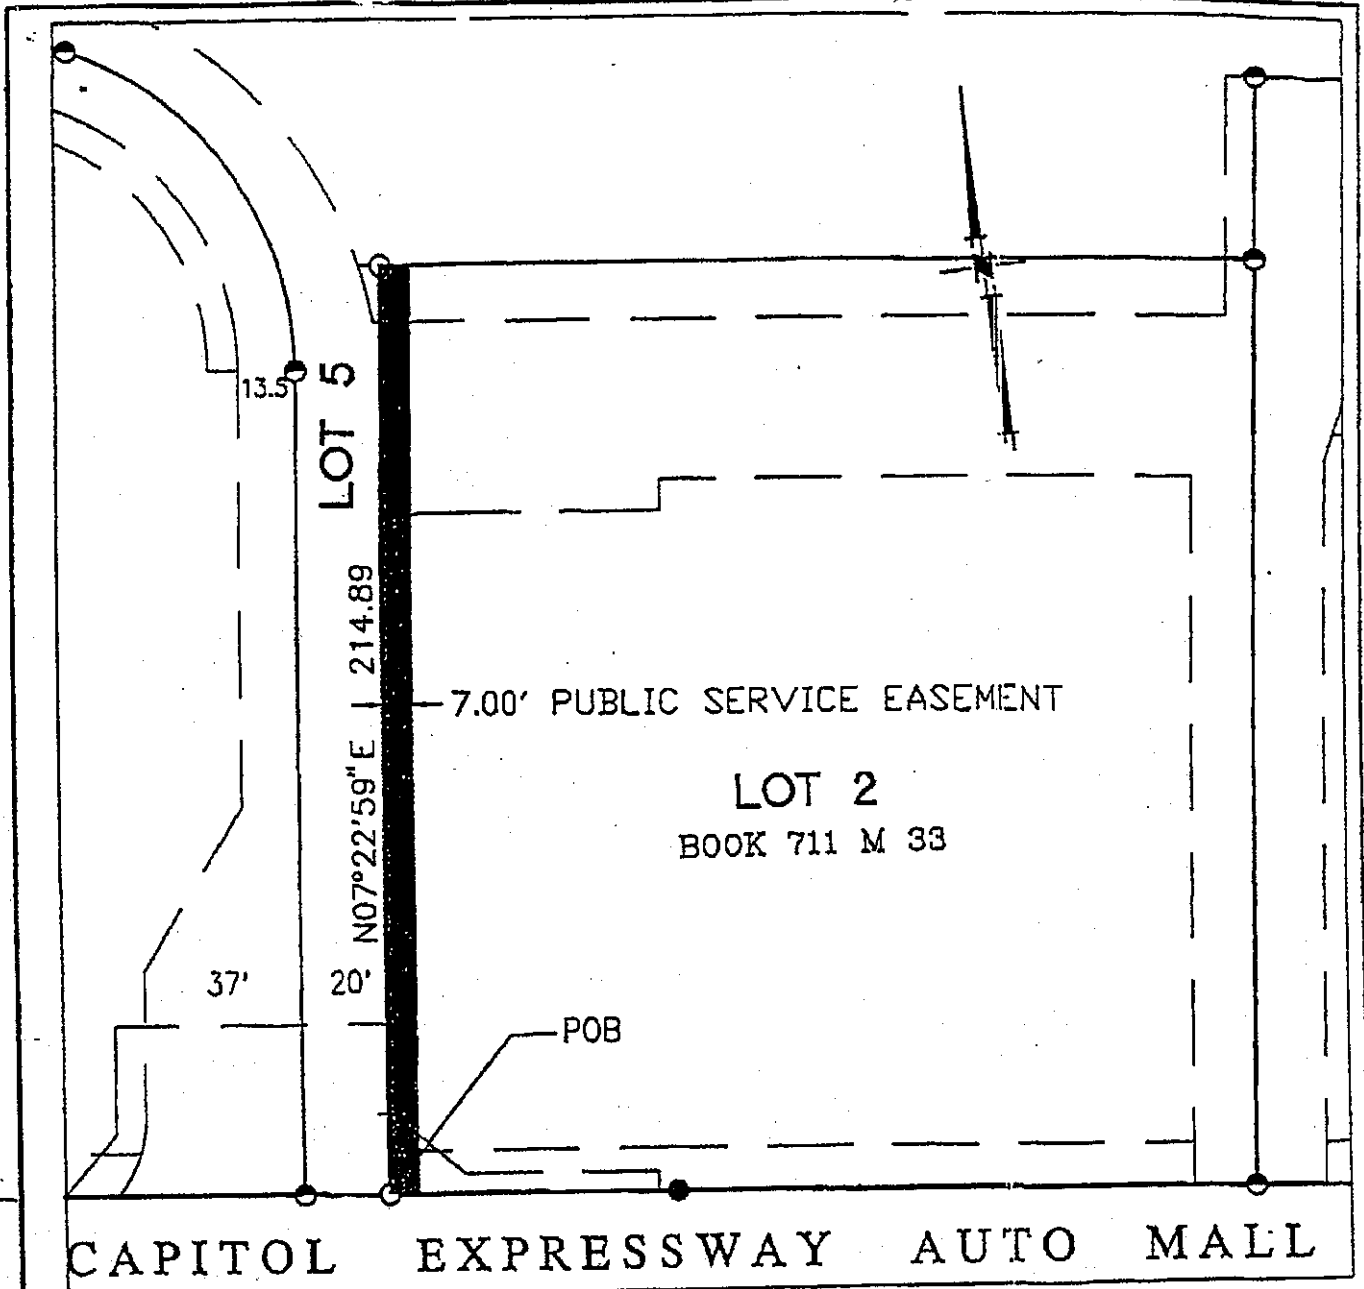 13.5
LOT 5
N07°22'59"E 214.89
7.00' PUBLIC SERVICE EASEMENT
LOT 2
BOOK 711 M 33
37'
20'
POB
CAPITOL EXPRESSWAY AUTO MALL